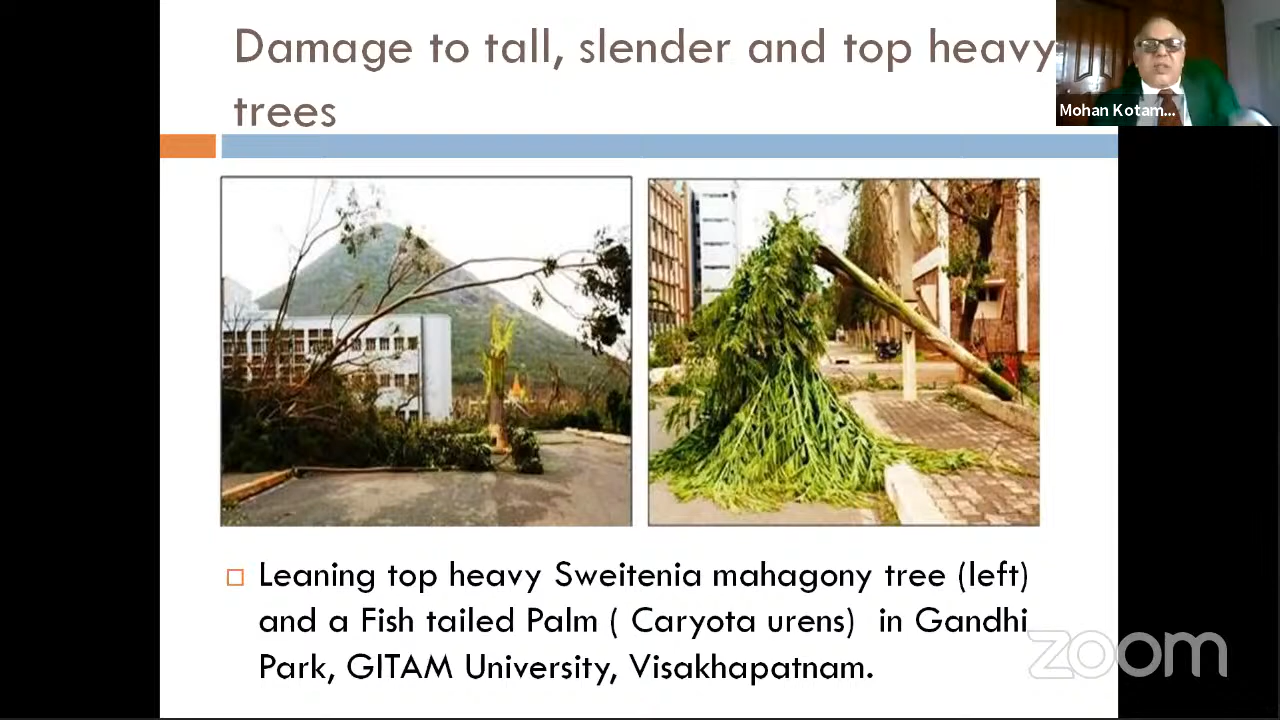 Damage to tall, slender and top heavy
trees
Mohan Kotam...
Leaning top heavy Sweitenia mahagony tree (left)
and a Fish tailed Palm ( Caryota urens)  in Gandhi
Park, GITAM University, Visakhapatnam.
zoom